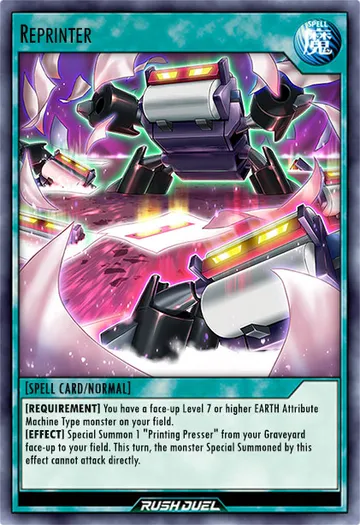 REPRINTER
SPELL
魔
[SPELL CARD/NORMAL]
[REQUIREMENT] You have a face-up Level 7 or higher EARTH Attribute
Machine Type monster on your field.
[EFFECT] Special Summon 1 "Printing Presser" from your Graveyard
face-up to your field. This turn, the monster Special Summoned by this
effect cannot attack directly.
RUSH DUEL